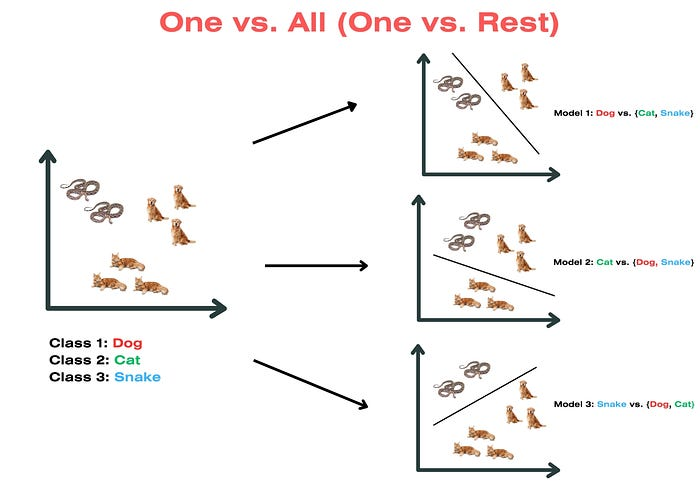 One vs. All (One vs. Rest)
Model 1: Dog vs. {Cat, Snake}
Model 2: Cat vs. {Dog, Snake}
Class 1: Dog
Class 2: Cat
Class 3: Snake
Model 3: Snake vs. {Dog, Cat)